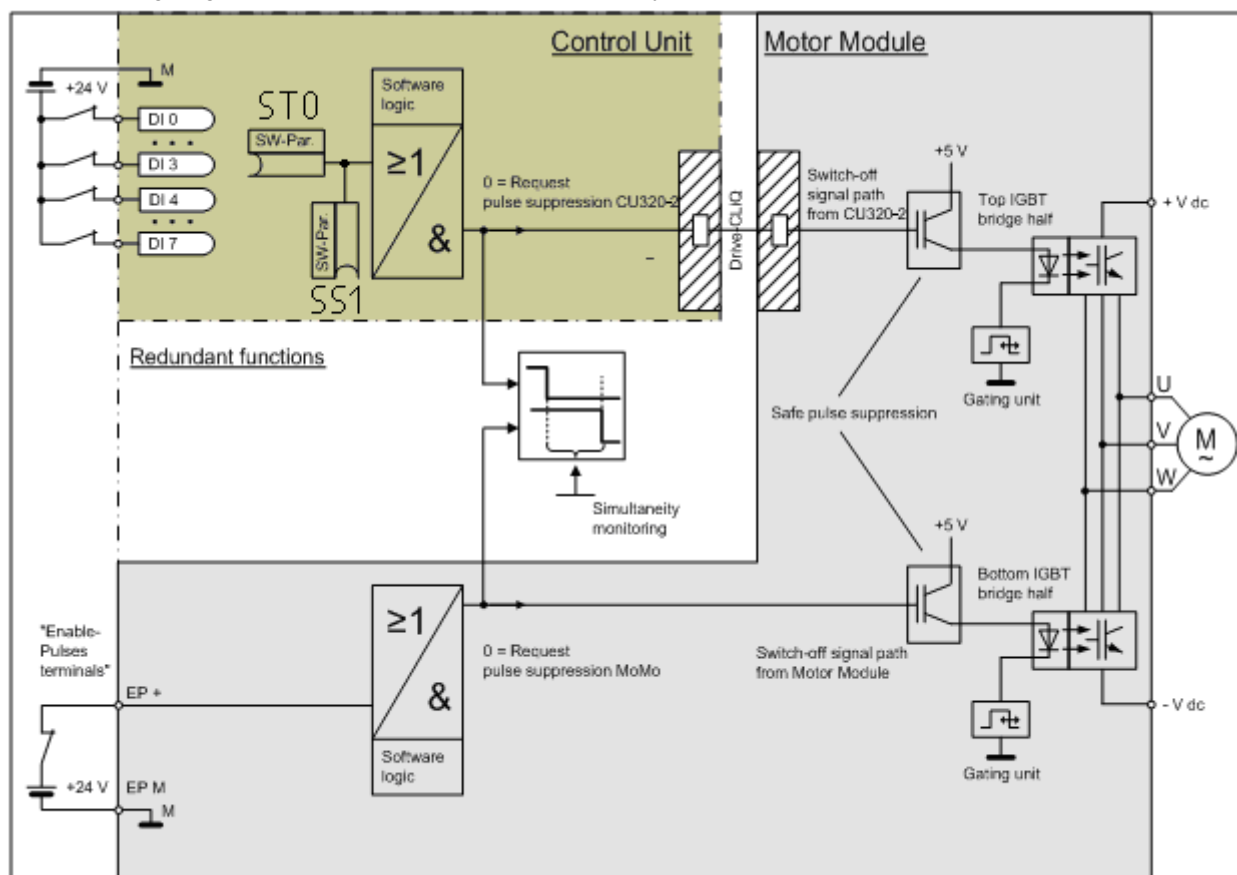 Control Unit
Motor Module
M
+24 V
DI 0
• • •
DI 3
DI 4
• • •
DI 7
ST0
SW-Par.
SW-Par.
SS1
Software
logic
≥1
&
0 = Request
pulse suppression CU320-2
Drive-CLiQ
Switch-off
signal path
from CU320-2
+5 V
Top IGBT
bridge half
+ V dc
Gating unit
Redundant functions
Safe pulse suppression
U
V
W
M
~
Simultaneity
monitoring
+5 V
Bottom IGBT
bridge half
"Enable-
Pulses
terminals"
EP +
≥1
&
Software
logic
0 = Request
pulse suppression MoMo
Switch-off signal path
from Motor Module
- V dc
Gating unit
+24 V
EP M
M